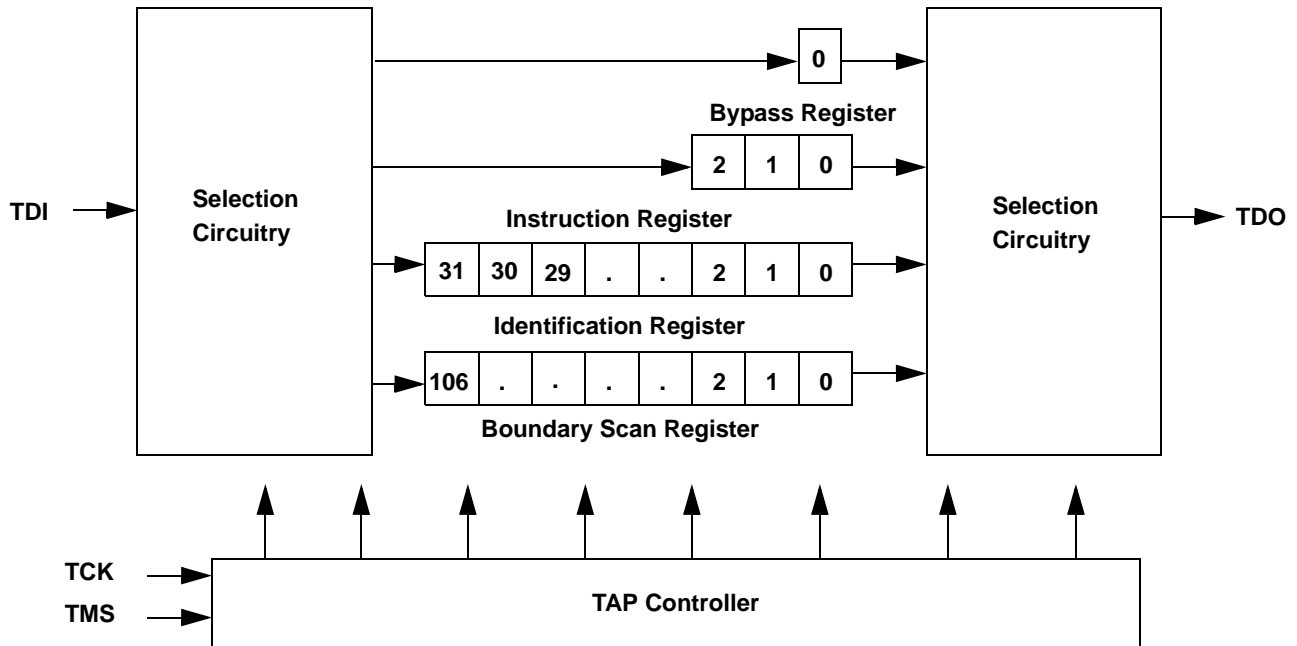 0
Bypass Register
2 1 0
Selection
Circuitry
Selection
Circuitry
TDI
TDO
Instruction Register
31 30 29 . . 2 1 0
Identification Register
106 . . . . 2 1 0
Boundary Scan Register
TCK
TMS
TAP Controller